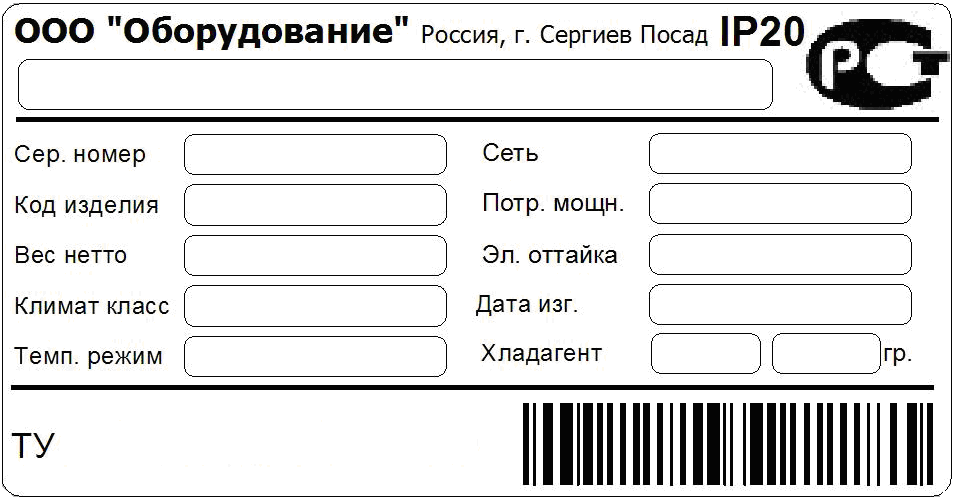 ООО "Оборудование" Россия, г. Сергиев Посад IP20 РСТ
Сер. номер Сеть
Код изделия Потр. мощн.
Вес нетто Эл. оттайка
Климат класс Дата изг.
Темп. режим Хладагент гр.
ТУ